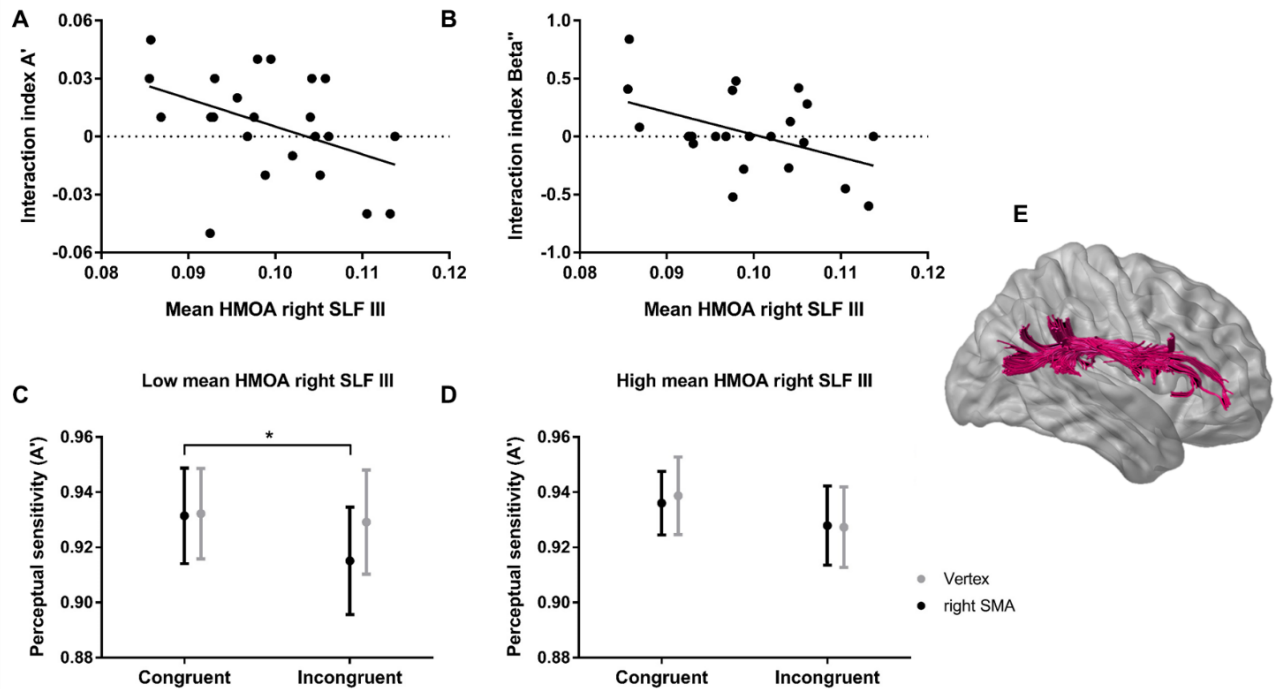 A
0.06
0.03
0
-0.03
-0.06
Interaction index A'
0.08 0.09 0.10 0.11 0.12
Mean HMOA right SLF III
B
1.0
0.5
0
-0.5
-1.0
Interaction index Beta"
0.08 0.09 0.10 0.11 0.12
Mean HMOA right SLF III
E
Low mean HMOA right SLF III
C
0.96
0.94
0.92
0.90
0.88
Perceptual sensitivity (A')
*
Congruent Incongruent
High mean HMOA right SLF III
D
0.96
0.94
0.92
0.90
0.88
Perceptual sensitivity (A')
Congruent Incongruent
Vertex
right SMA